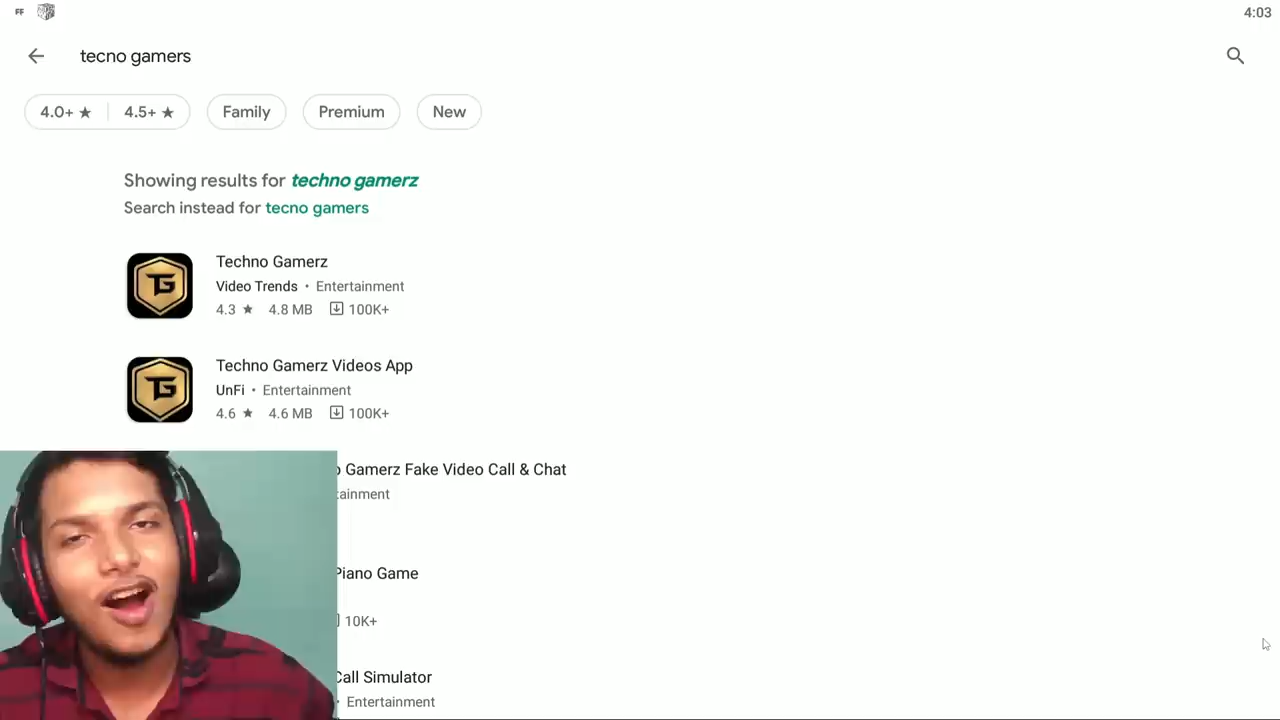 FF
4:03
tecno gamers
4.0+ ★ 4.5+ ★ Family Premium New
Showing results for techno gamerz
Search instead for tecno gamers
TG
Techno Gamerz
Video Trends • Entertainment
4.3 ★ 4.8 MB 100K+
TG
Techno Gamerz Videos App
UnFi • Entertainment
4.6 ★ 4.6 MB 100K+
Gamerz Fake Video Call & Chat
Piano Game
10K+
Call Simulator
• Entertainment